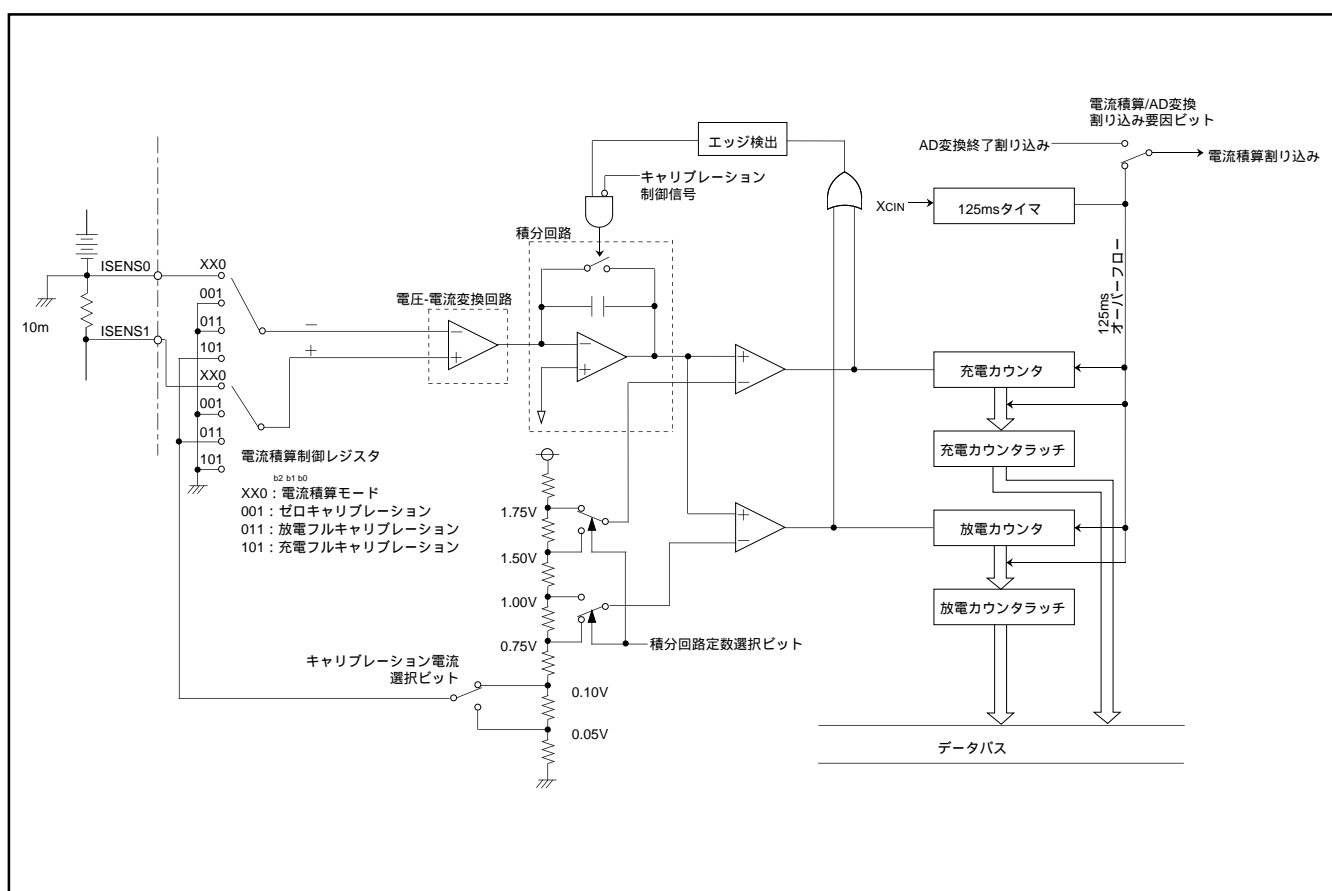 電流積算/AD変換
割り込み要因ビット
エッジ検出
AD変換終了割り込み
電流積算割り込み
キャリブレーション
制御信号
XCIN
125msタイマ
積分回路
ISENS0
XX0
001
電圧-電流変換回路
125ms
オーバーフロー
10m
011
−
ISENS1
101
+
−
+
−
+
XX0
+
−
充電カウンタ
001
011
充電カウンタラッチ
101
電流積算制御レジスタ
b2 b1 b0
XX0：電流積算モード
001：ゼロキャリブレーション
011：放電フルキャリブレーション
101：充電フルキャリブレーション
1.75V
+
−
放電カウンタ
1.50V
1.00V
放電カウンタラッチ
0.75V
積分回路定数選択ビット
キャリブレーション電流
選択ビット
0.10V
0.05V
データバス